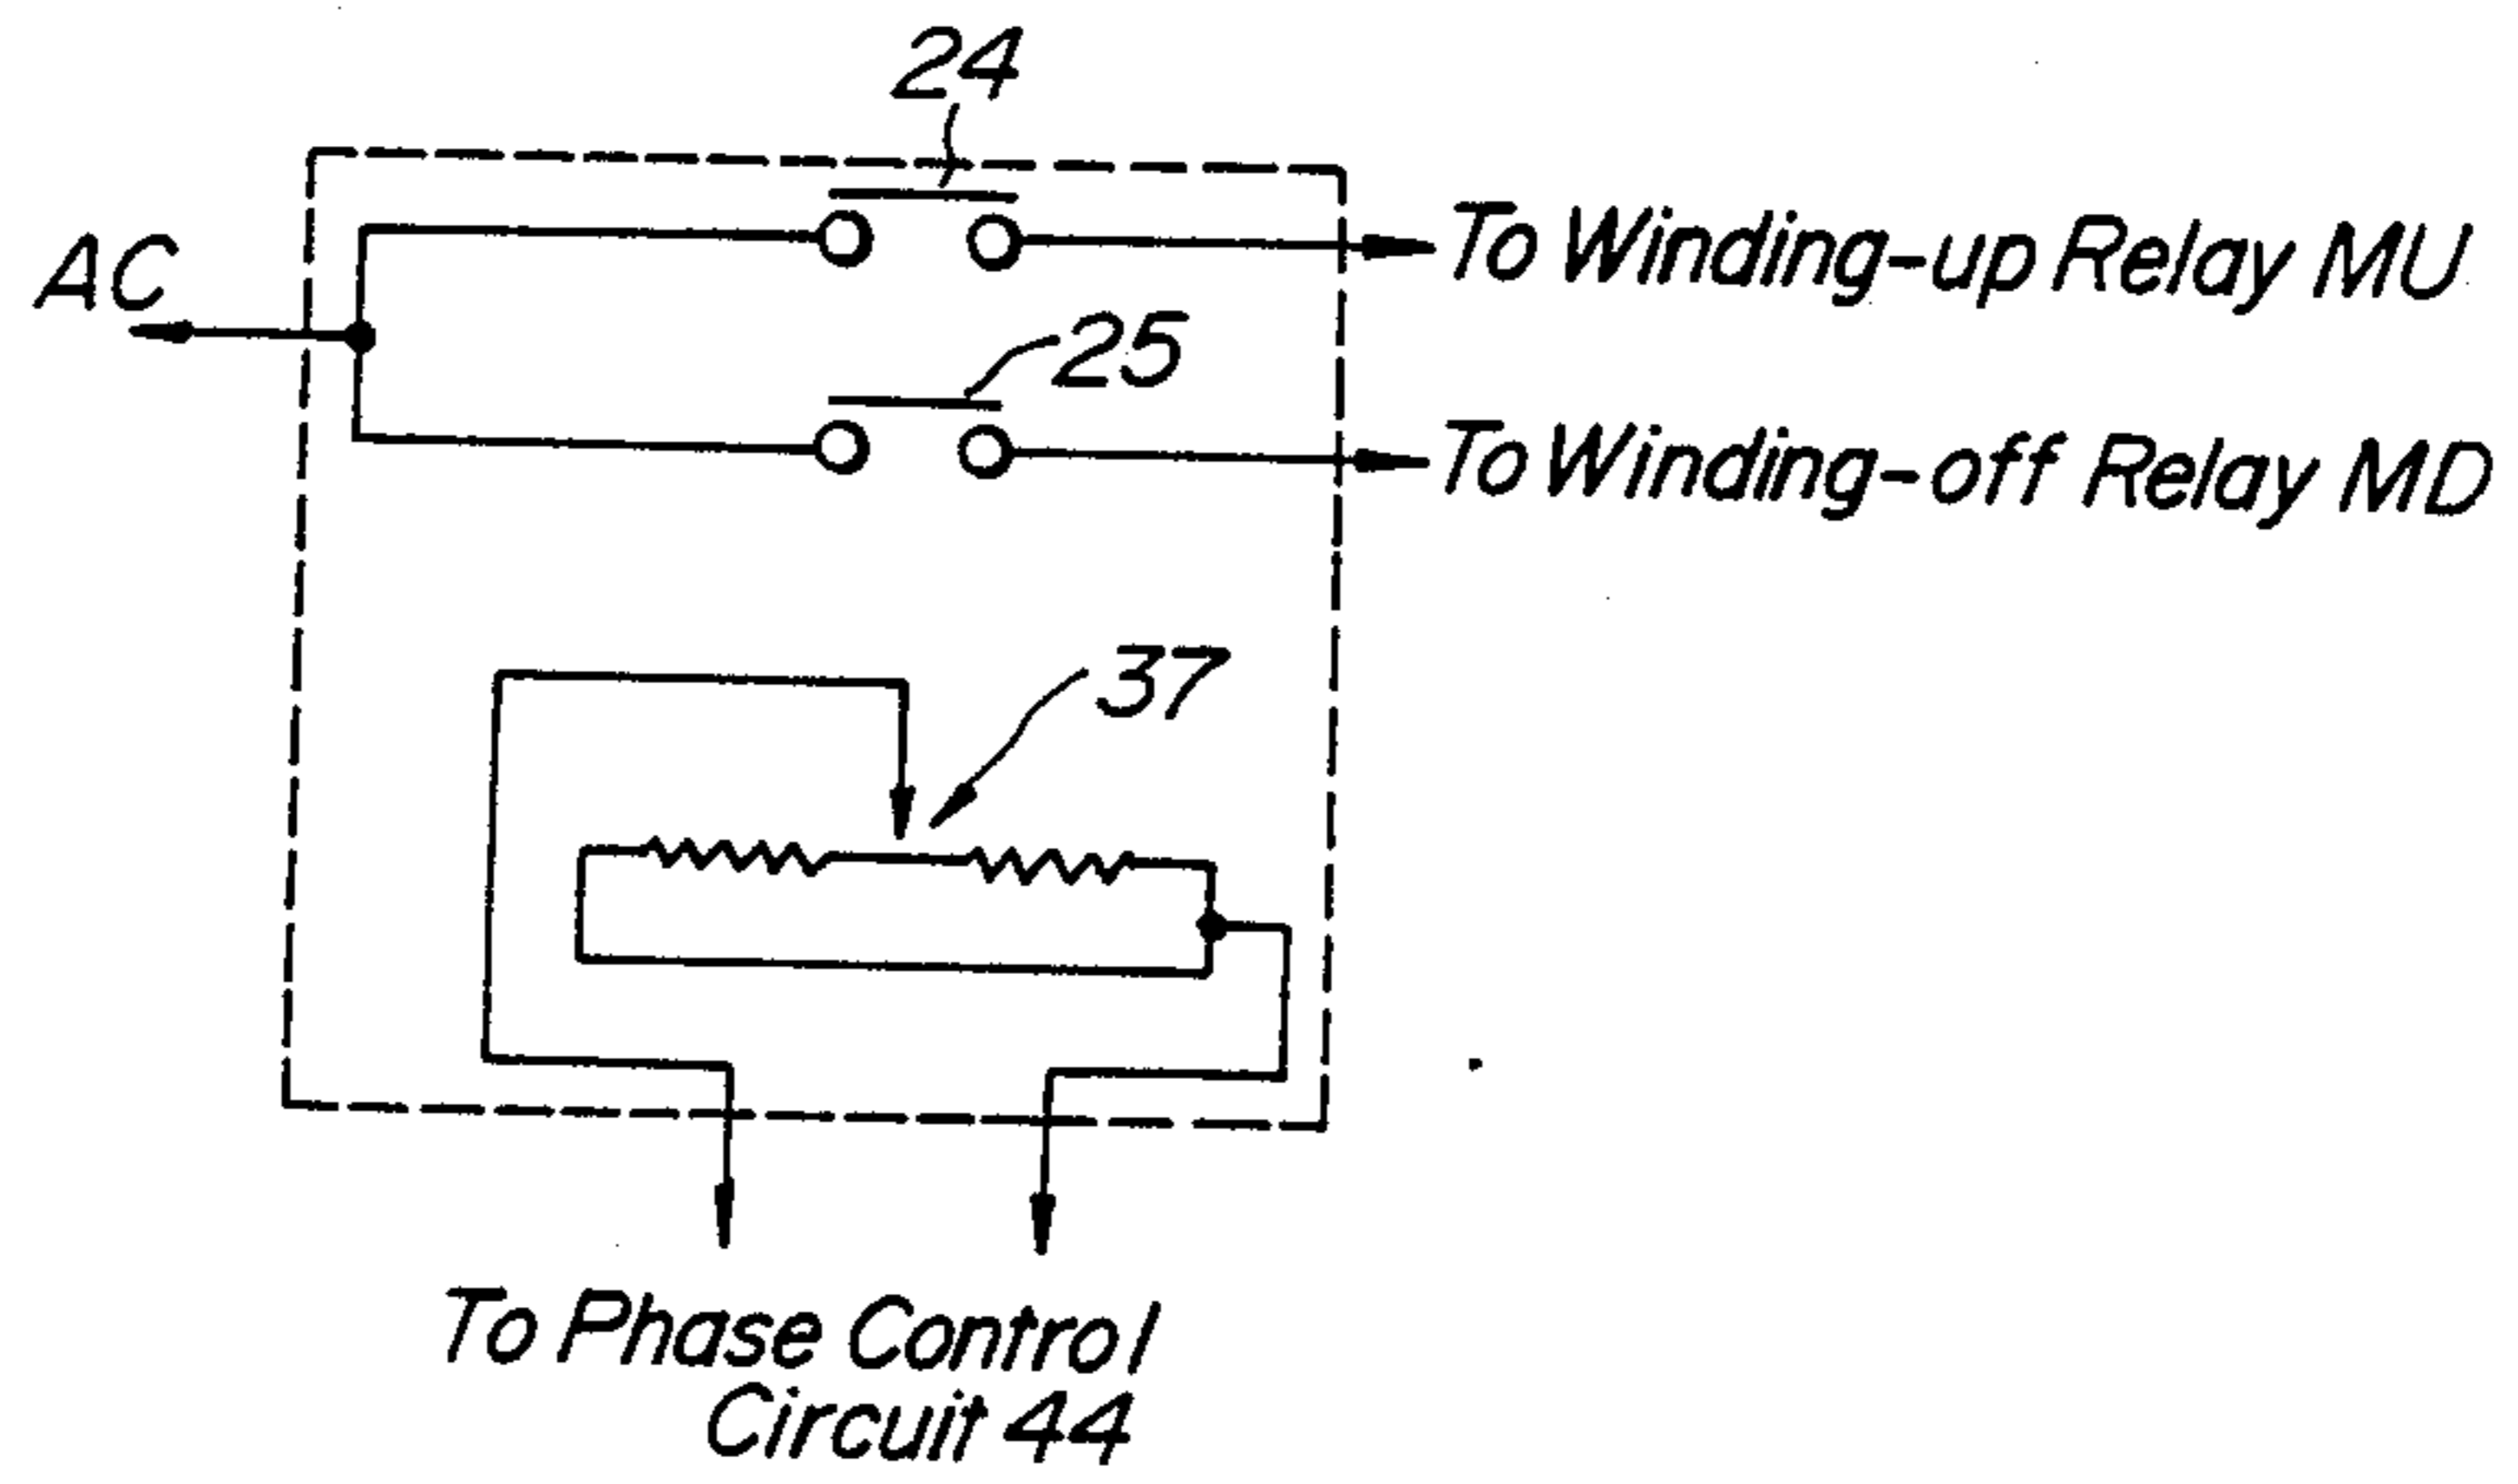 24
AC
To Winding-up Relay MU
25
To Winding-off Relay MD
37
To Phase Control
Circuit 44